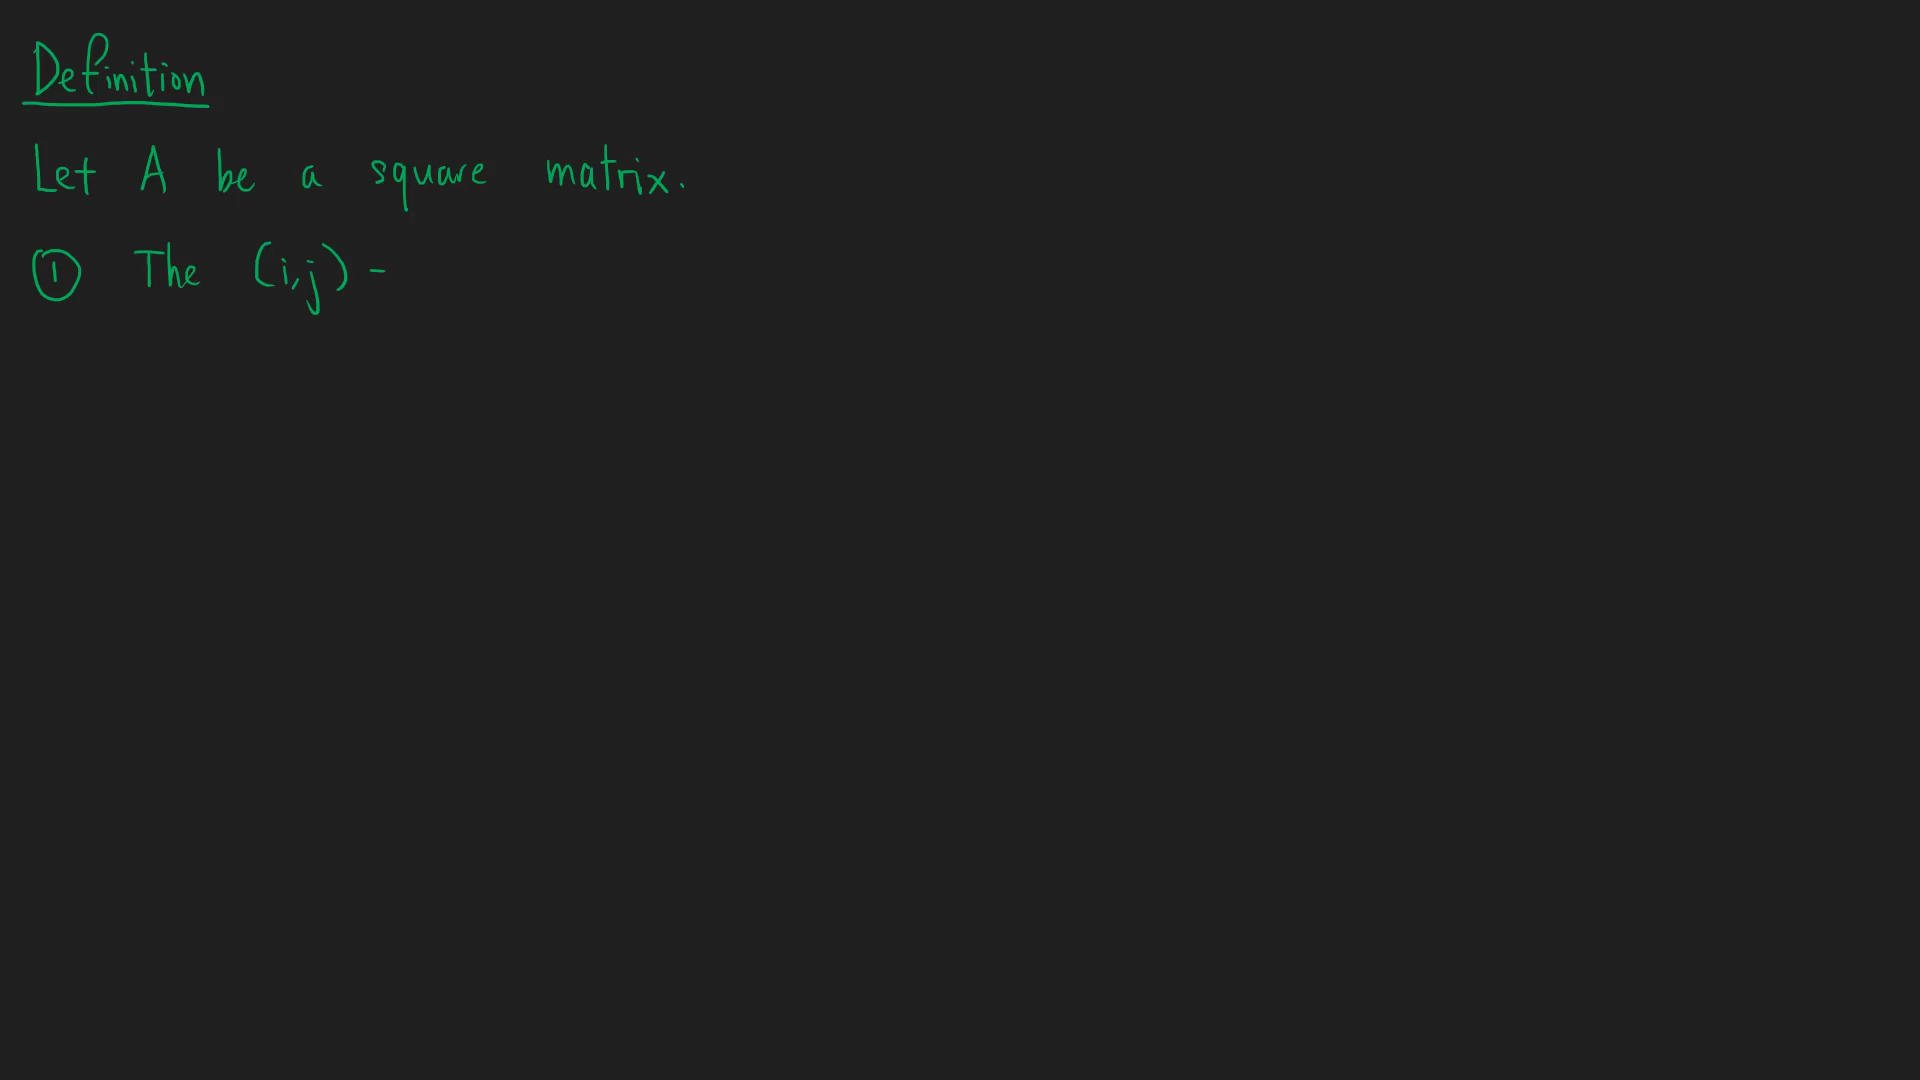 Definition
Let A be a square matrix.
① The (i,j)-